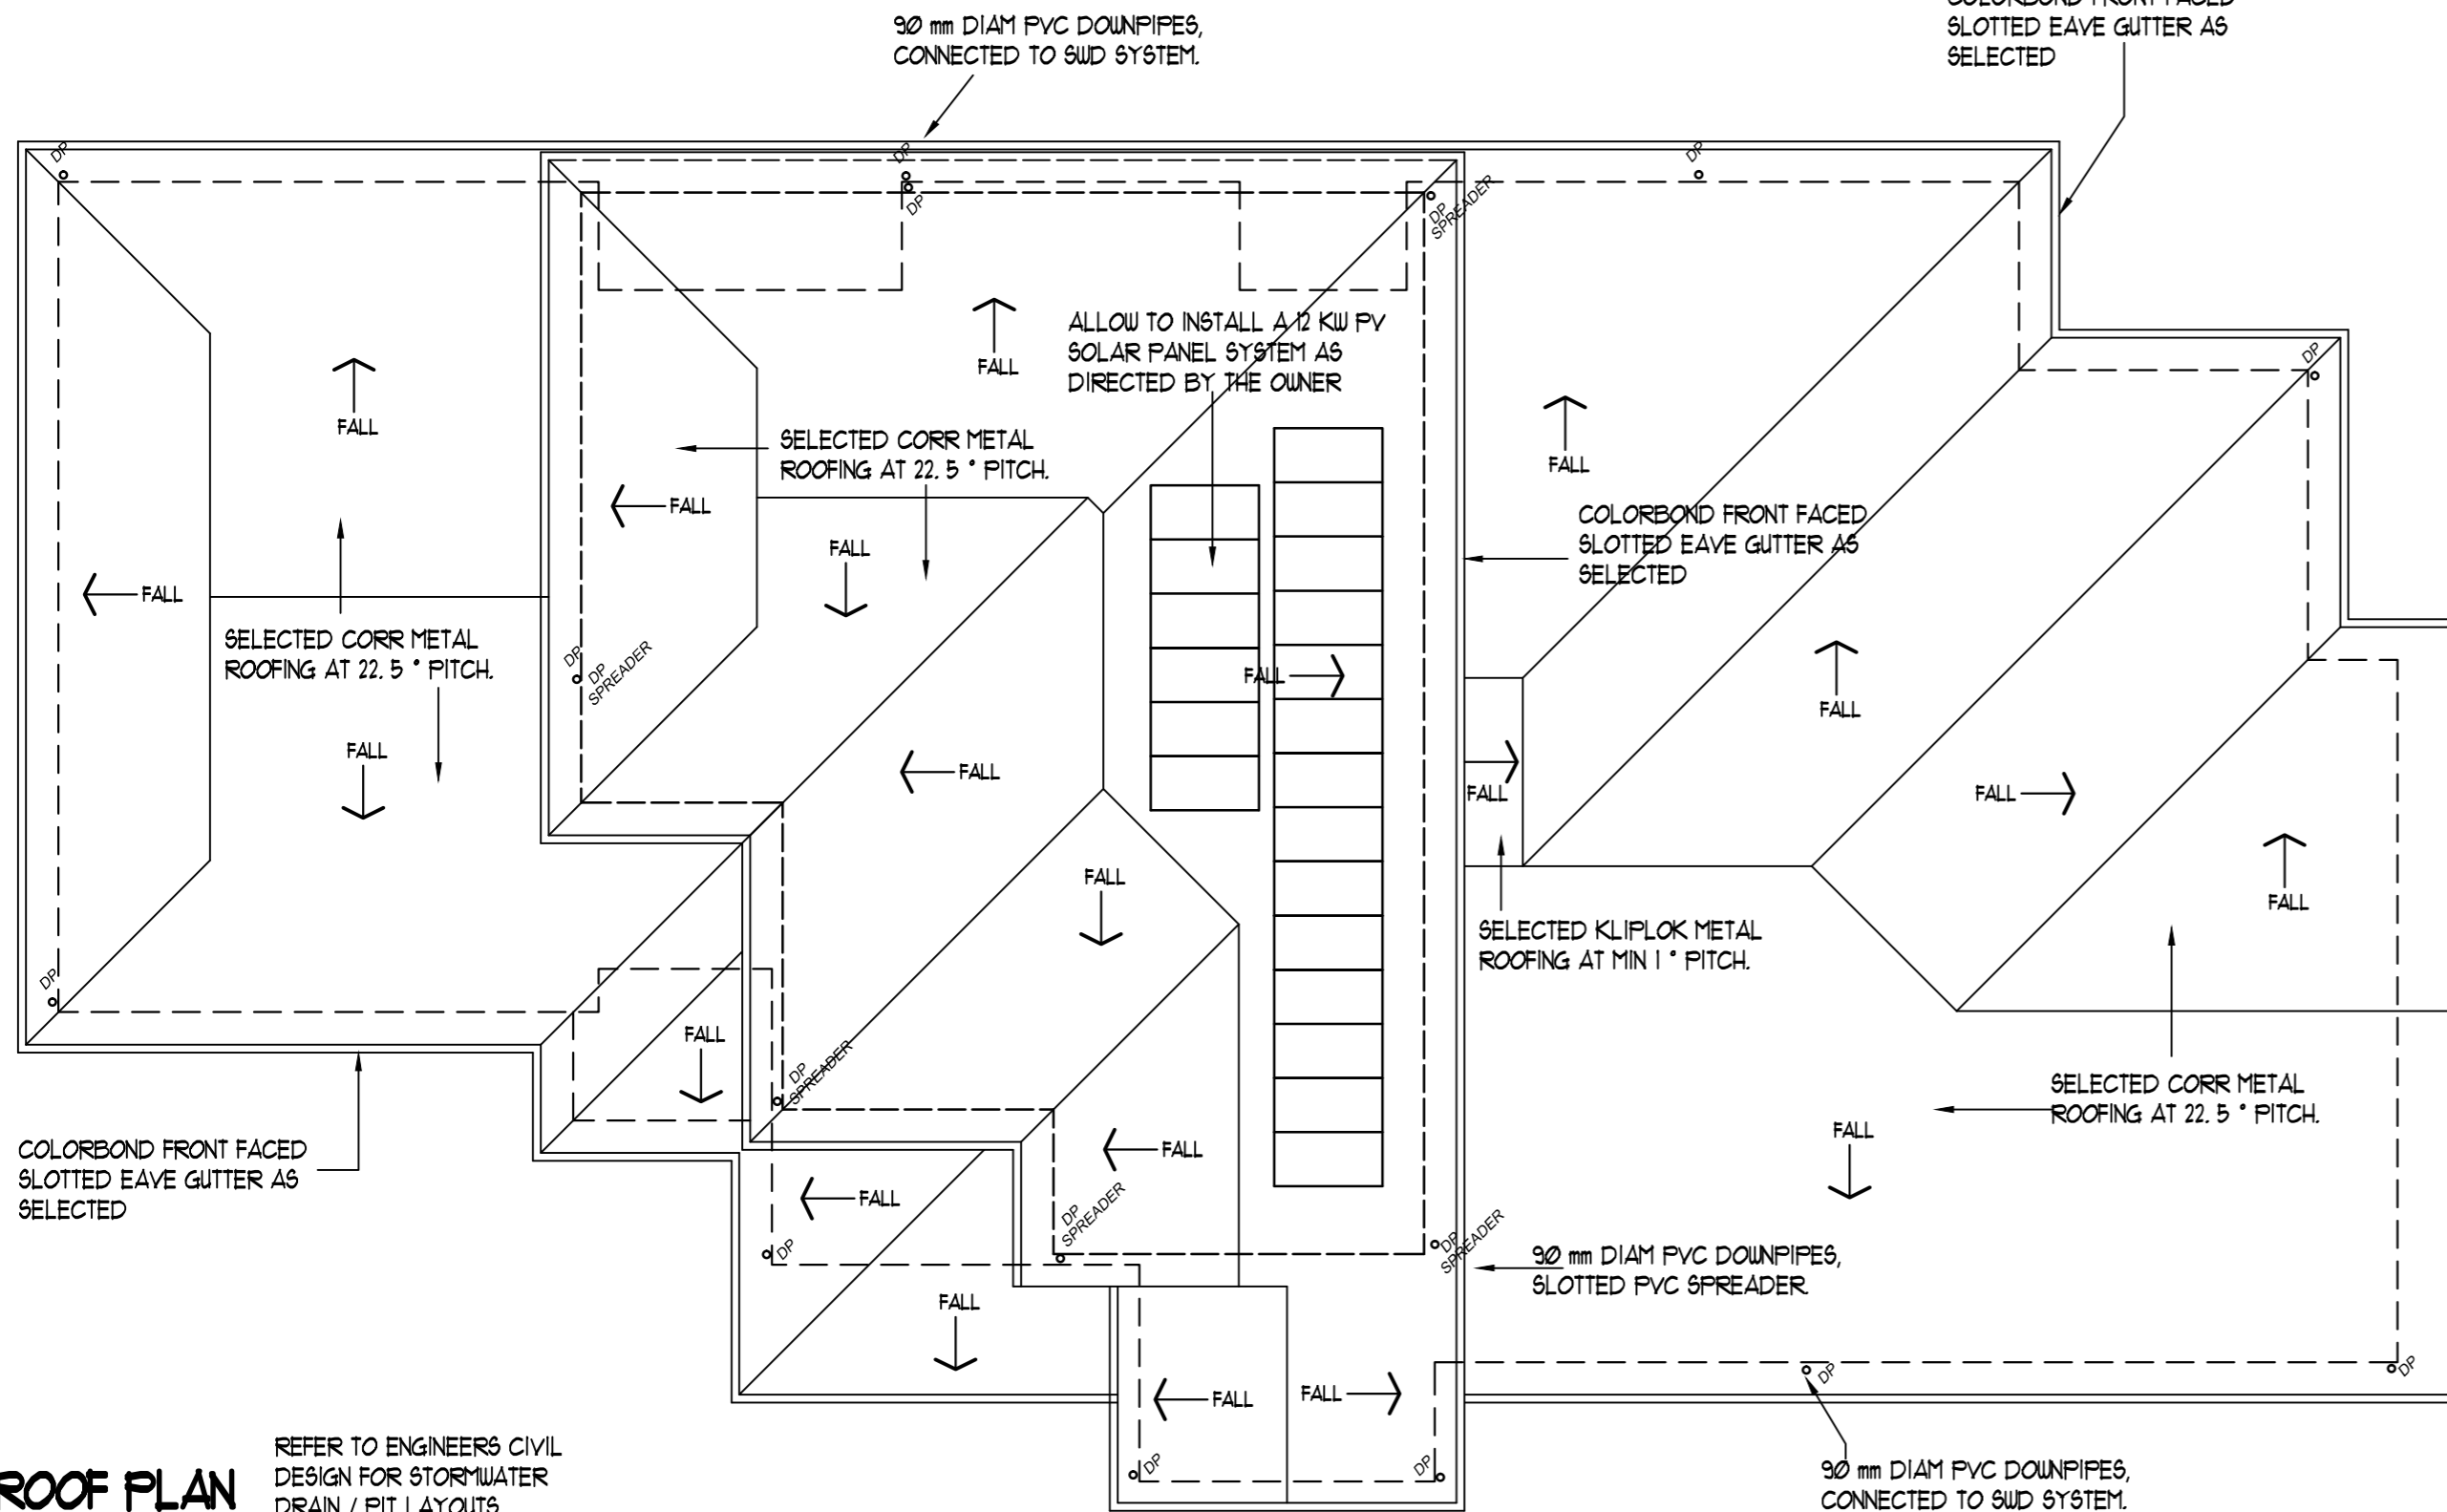 90 mm DIAM PVC DOWNPIPES,
CONNECTED TO SWD SYSTEM.
COLORBOND FRONT FACED
SLOTTED EAVE GUTTER AS
SELECTED
DP
DP
DP
DP
DP
SPREADER
DP
FALL
FALL
ALLOW TO INSTALL A 12 KW PV
SOLAR PANEL SYSTEM AS
DIRECTED BY THE OWNER
SELECTED CORR METAL
ROOFING AT 22.5 ° PITCH.
FALL
FALL
FALL
COLORBOND FRONT FACED
SLOTTED EAVE GUTTER AS
SELECTED
FALL
SELECTED CORR METAL
ROOFING AT 22.5 ° PITCH.
DP
DP
SPREADER
FALL
FALL
FALL
FALL
FALL
FALL
FALL
FALL
FALL
SELECTED KLIPLOK METAL
ROOFING AT MIN 1 ° PITCH.
DP
FALL
DP
SPREADER
SELECTED CORR METAL
ROOFING AT 22.5 ° PITCH.
COLORBOND FRONT FACED
SLOTTED EAVE GUTTER AS
SELECTED
FALL
FALL
FALL
DP
DP
SPREADER
DP
SPREADER
90 mm DIAM PVC DOWNPIPES,
SLOTTED PVC SPREADER.
FALL
FALL
FALL
DP
DP
DP
DP
ROOF PLAN
REFER TO ENGINEERS CIVIL
DESIGN FOR STORMWATER
DRAIN / PIT LAYOUTS
90 mm DIAM PVC DOWNPIPES,
CONNECTED TO SWD SYSTEM.